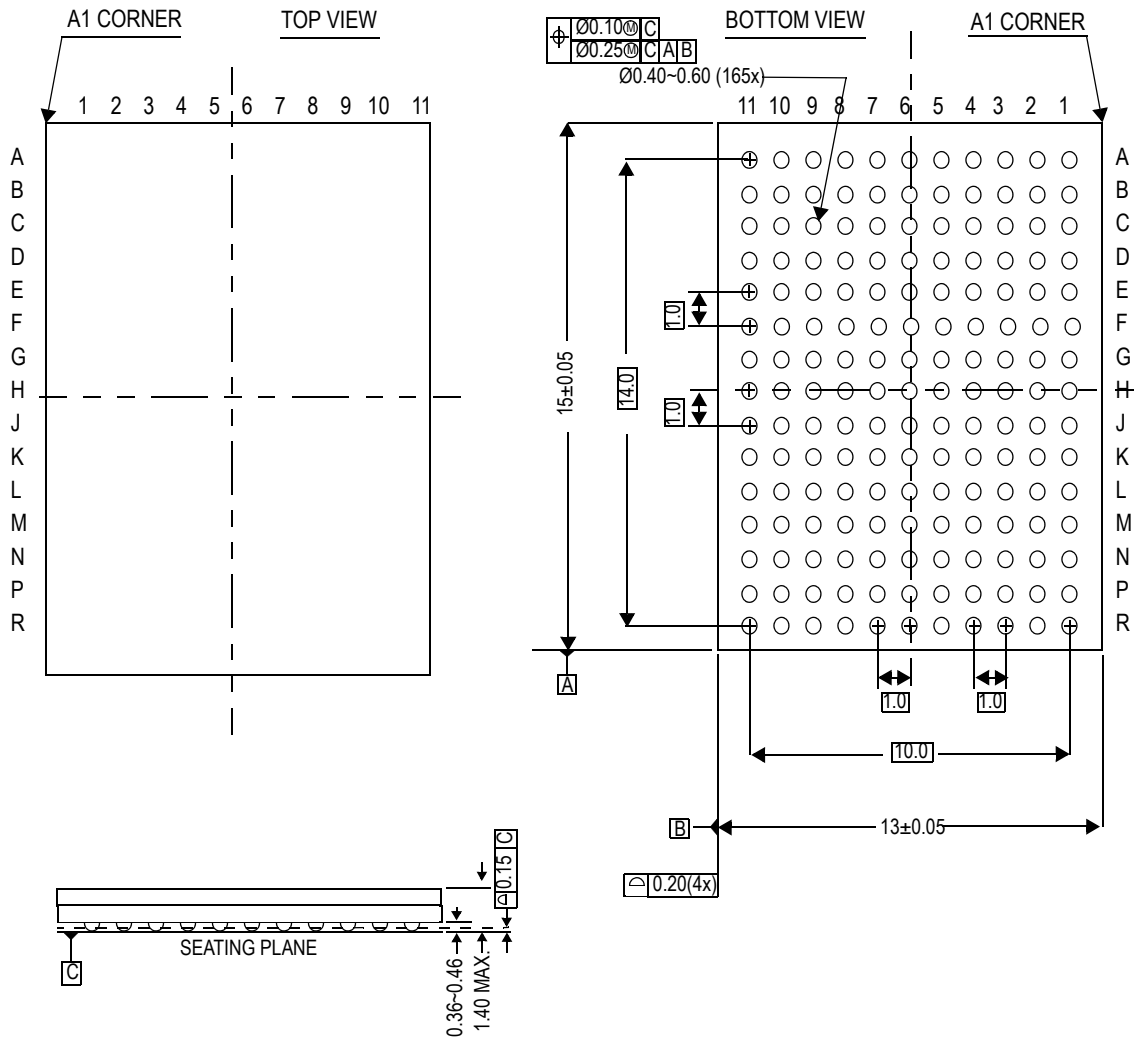 A1 CORNER
TOP VIEW
1 2 3 4 5 6 7 8 9 10 11
A
B
C
D
E
F
G
H
J
K
L
M
N
P
R
Ø0.10Ⓜ C
Ø0.25Ⓜ C A B
BOTTOM VIEW
A1 CORNER
Ø0.40~0.60 (165x)
11 10 9 8 7 6 5 4 3 2 1
A
B
C
D
E
F
G
H
J
K
L
M
N
P
R
1.0
1.0
14.0
15±0.05
A
1.0
1.0
10.0
B
13±0.05
0.20(4x)
0.15 C
SEATING PLANE
C
0.36~0.46
1.40 MAX.